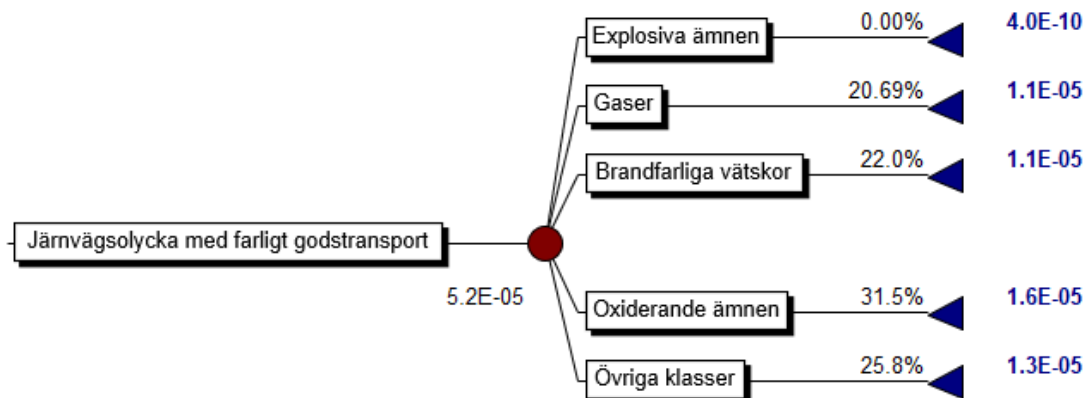 Explosiva ämnen 0.00% 4.0E-10
Gaser 20.69% 1.1E-05
Brandfarliga vätskor 22.0% 1.1E-05
Järnvägsolycka med farligt godstransport
5.2E-05
Oxiderande ämnen 31.5% 1.6E-05
Övriga klasser 25.8% 1.3E-05